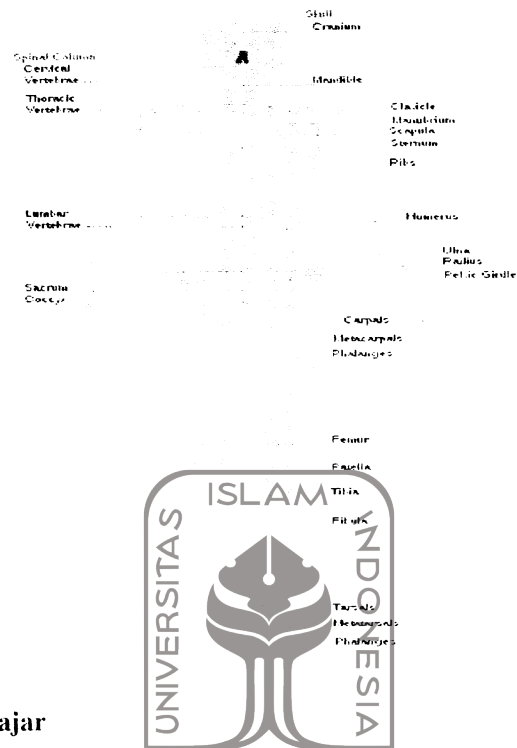 Skull
Cranium
Spinal Column
Cervical
Vertebrae
Mandible
Thoracic
Vertebrae
Clavicle
Manubrium
Scapula
Sternum
Ribs
Lumbar
Vertebrae
Humerus
Ulna
Radius
Pelvic Girdle
Sacrum
Coccyx
Carpals
Metacarpals
Phalanges
Femur
Patella
Tibia
Fibula
Tarsals
Metatarsals
Phalanges
UNIVERSITAS ISLAM INDONESIA
ajar